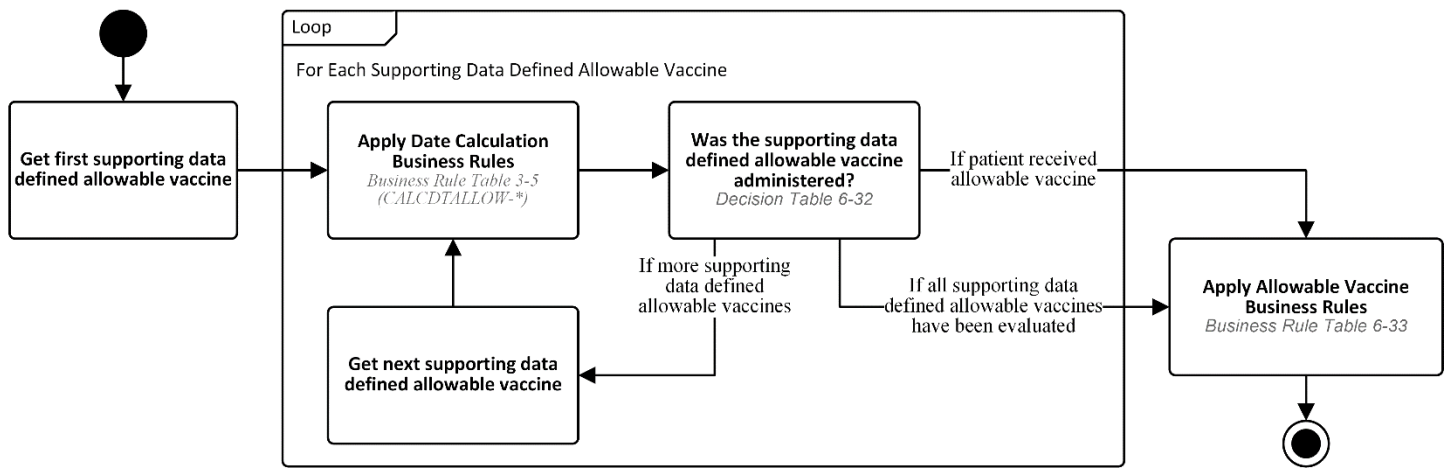 Loop
For Each Supporting Data Defined Allowable Vaccine
Get first supporting data
defined allowable vaccine
Apply Date Calculation
Business Rules
Business Rule Table 3-5
(CALCDTALLOW-*)
Was the supporting data
defined allowable vaccine
administered?
Decision Table 6-32
If patient received
allowable vaccine
If more supporting
data defined
allowable vaccines
If all supporting data
defined allowable vaccines
have been evaluated
Apply Allowable Vaccine
Business Rules
Business Rule Table 6-33
Get next supporting data
defined allowable vaccine